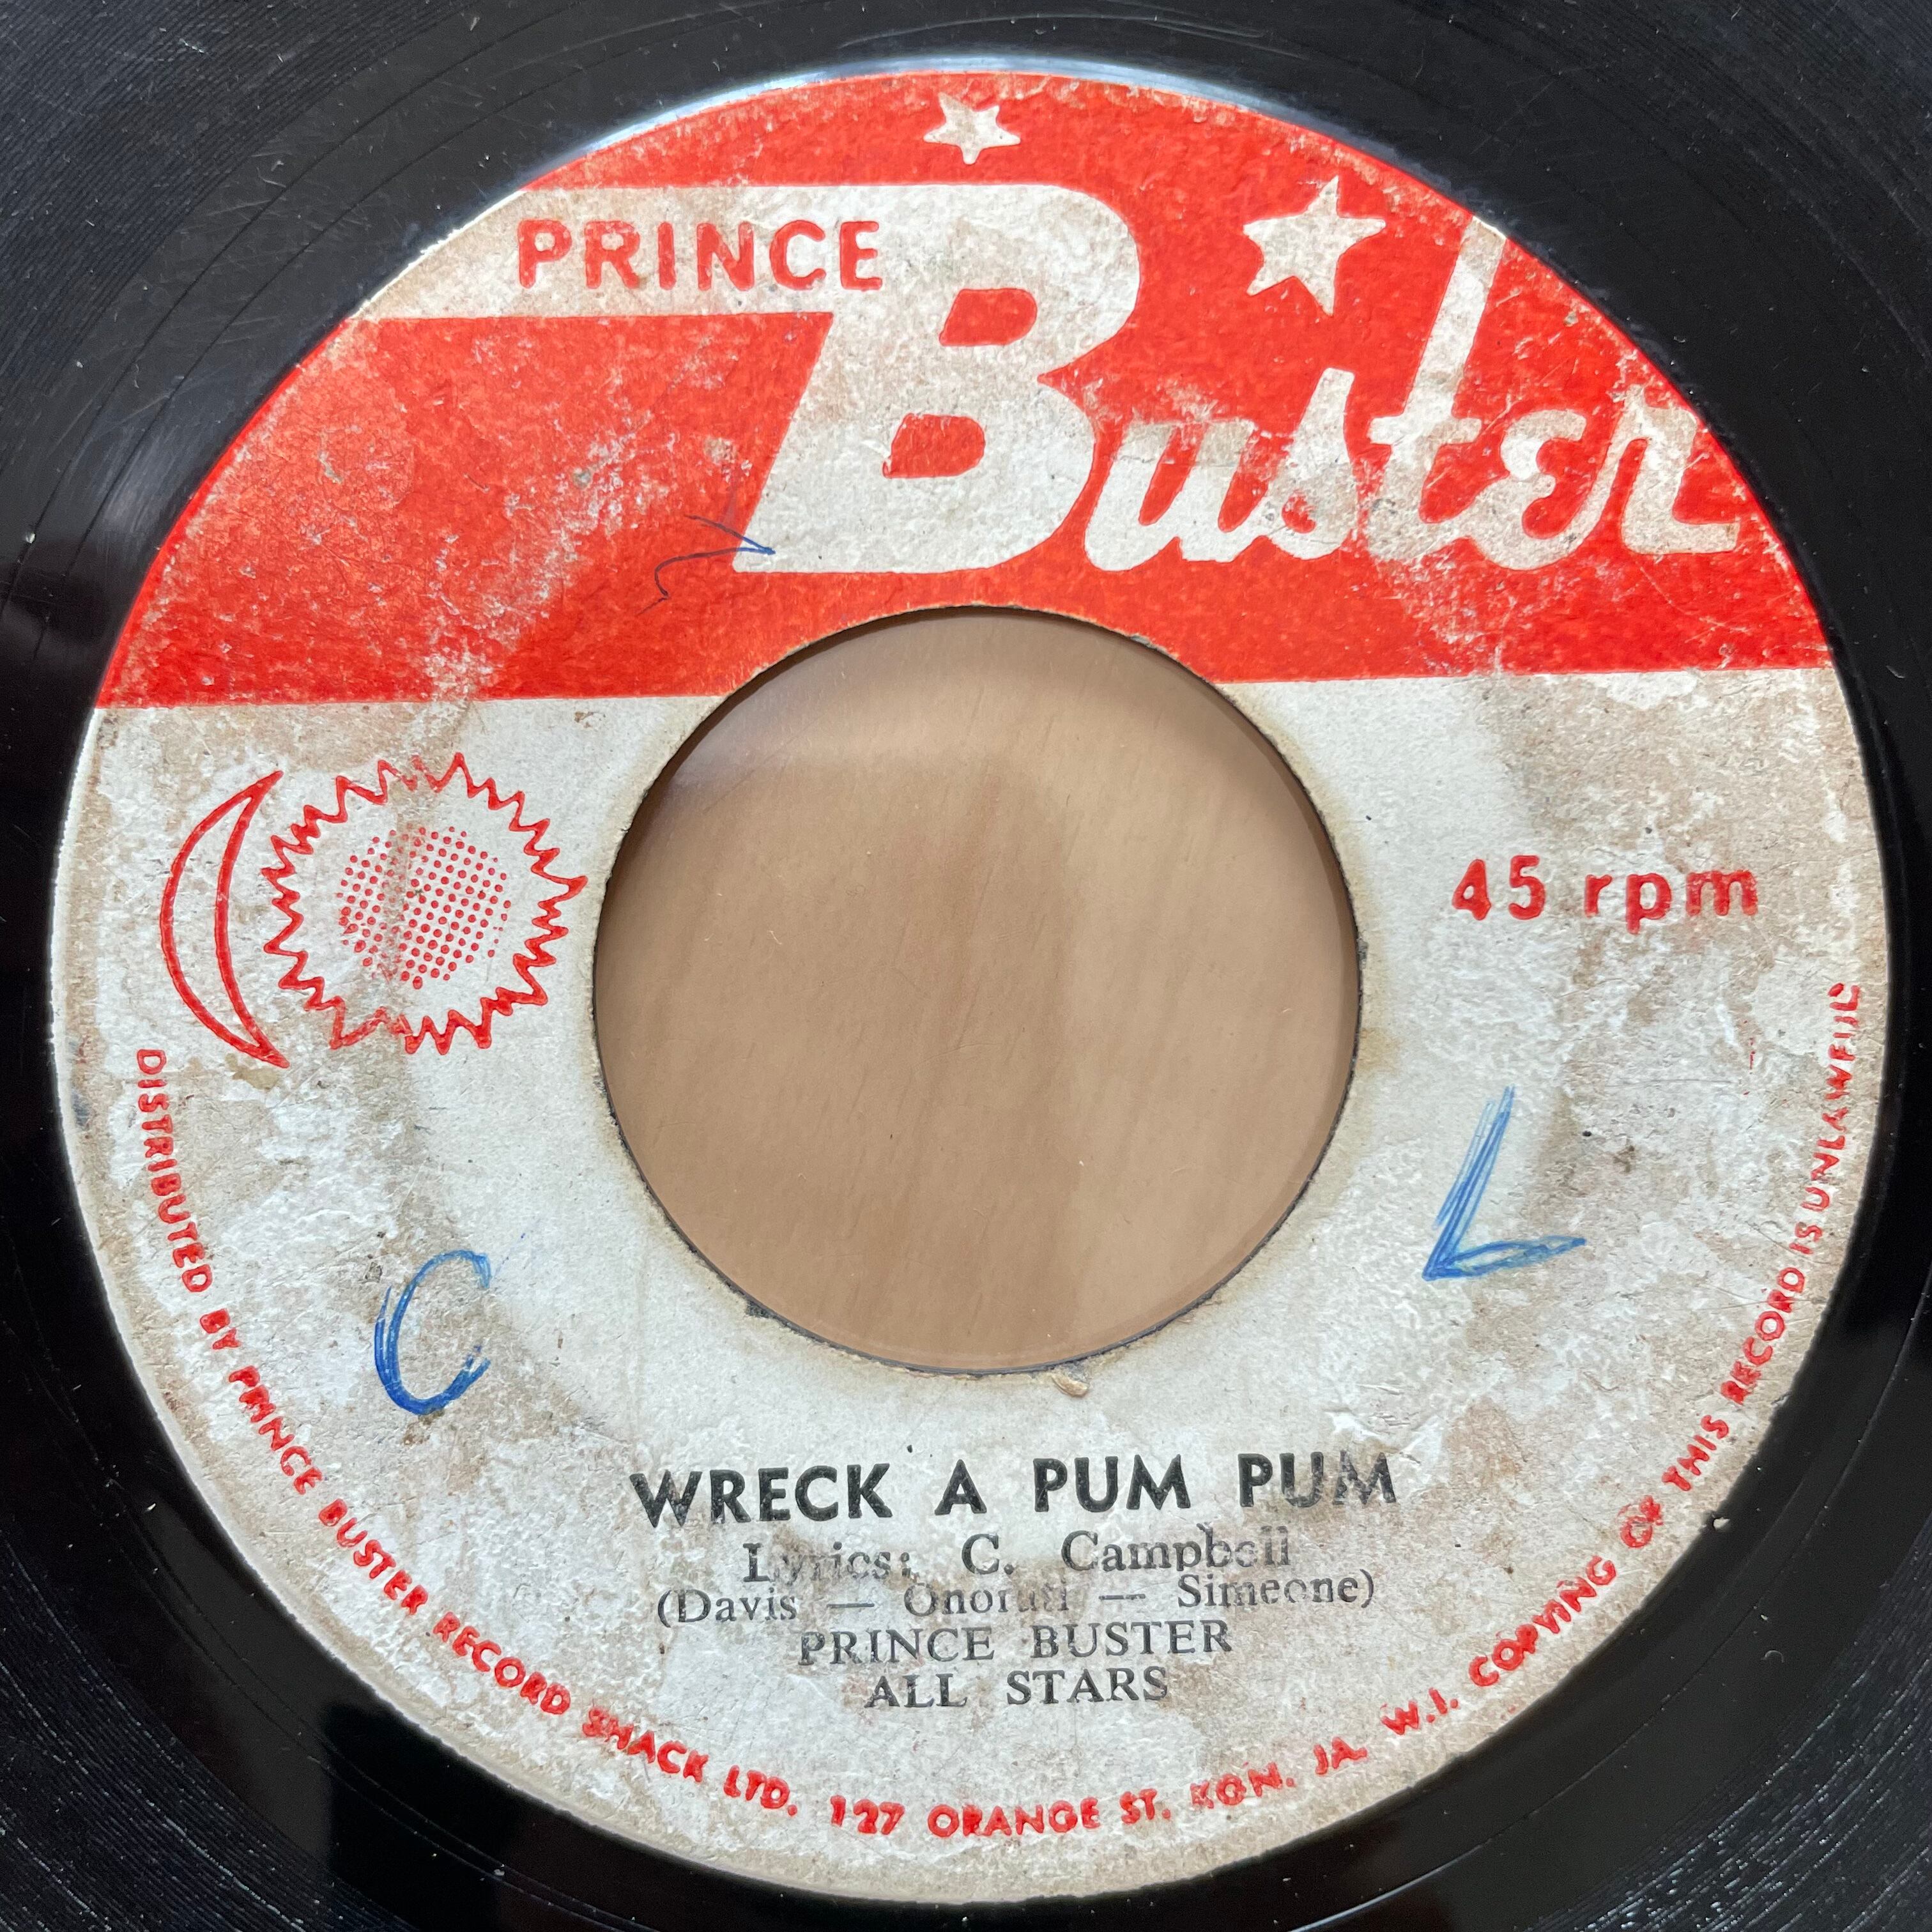 PRINCE
Buster
45 rpm
C
L
WRECK A PUM PUM
Lyrics: C. Campbell
(Davis — Onorati — Simeone)
PRINCE BUSTER
ALL STARS
DISTRIBUTED BY PRINCE BUSTER RECORD SHACK LTD. 127 ORANGE ST. KGN. JA. W.I. COPYING OF THIS RECORD IS UNLAWFUL